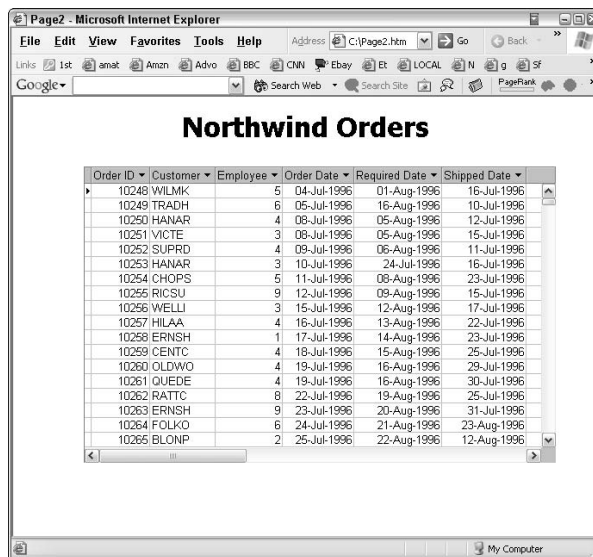 Page2 - Microsoft Internet Explorer
File Edit View Favorites Tools Help Address C:\Page2.htm Go Back »
Links 1st amat Amzn Advo BBC CNN Ebay Et LOCAL N g Sf »
Google Search Web Search Site PageRank »
Northwind Orders
Order ID Customer Employee Order Date Required Date Shipped Date
10248 WILMK 5 04-Jul-1996 01-Aug-1996 16-Jul-1996
10249 TRADH 6 05-Jul-1996 16-Aug-1996 10-Jul-1996
10250 HANAR 4 08-Jul-1996 05-Aug-1996 12-Jul-1996
10251 VICTE 3 08-Jul-1996 05-Aug-1996 15-Jul-1996
10252 SUPRD 4 09-Jul-1996 06-Aug-1996 11-Jul-1996
10253 HANAR 3 10-Jul-1996 24-Jul-1996 16-Jul-1996
10254 CHOPS 5 11-Jul-1996 08-Aug-1996 23-Jul-1996
10255 RICSU 9 12-Jul-1996 09-Aug-1996 15-Jul-1996
10256 WELLI 3 15-Jul-1996 12-Aug-1996 17-Jul-1996
10257 HILAA 4 16-Jul-1996 13-Aug-1996 22-Jul-1996
10258 ERNSH 1 17-Jul-1996 14-Aug-1996 23-Jul-1996
10259 CENTC 4 18-Jul-1996 15-Aug-1996 25-Jul-1996
10260 OLDWO 4 19-Jul-1996 16-Aug-1996 29-Jul-1996
10261 QUEDE 4 19-Jul-1996 16-Aug-1996 30-Jul-1996
10262 RATTC 8 22-Jul-1996 19-Aug-1996 25-Jul-1996
10263 ERNSH 9 23-Jul-1996 20-Aug-1996 31-Jul-1996
10264 FOLKO 6 24-Jul-1996 21-Aug-1996 23-Aug-1996
10265 BLONP 2 25-Jul-1996 22-Aug-1996 12-Aug-1996
My Computer